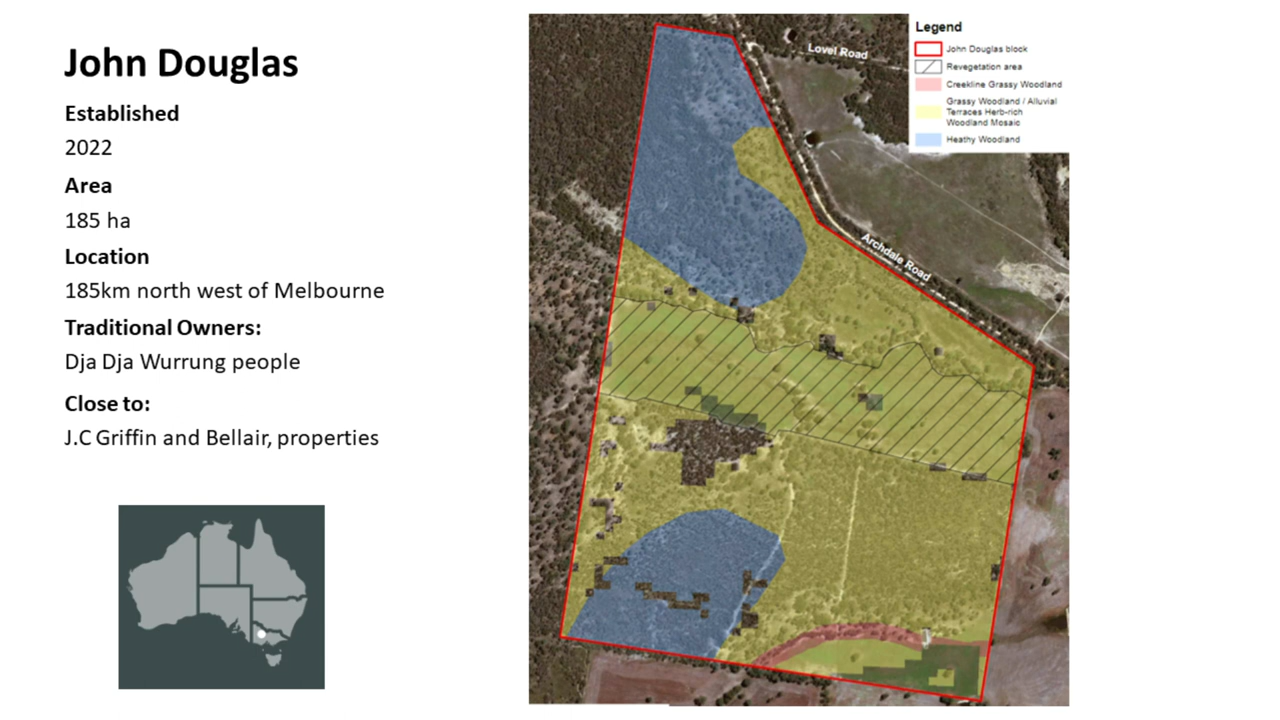 John Douglas
Established
2022
Area
185 ha
Location
185km north west of Melbourne
Traditional Owners:
Dja Dja Wurrung people
Close to:
J.C Griffin and Bellair, properties
Lovel Road
Archdale Road
Legend
John Douglas block
Revegetation area
Creekline Grassy Woodland
Grassy Woodland / Alluvial
Terraces Herb-rich
Woodland Mosaic
Heathy Woodland